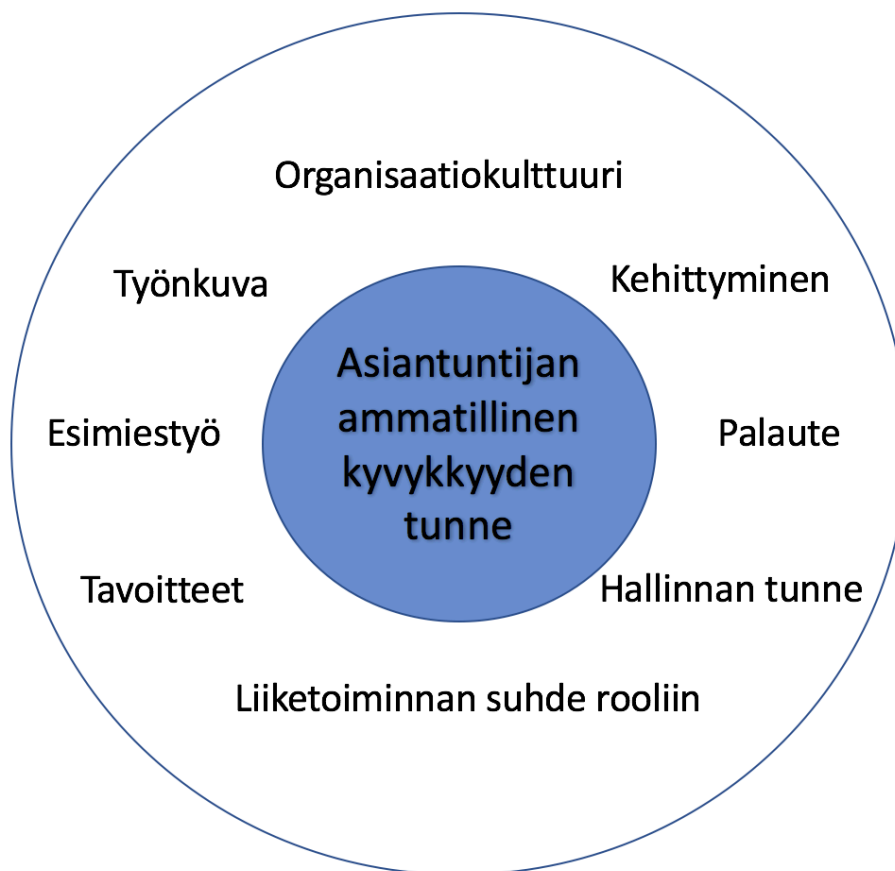 Organisaatiokulttuuri
Työnkuva
Kehittyminen
Asiantuntijan
ammatillinen
kyvykkyyden
tunne
Esimiestyö
Palaute
Tavoitteet
Hallinnan tunne
Liiketoiminnan suhde rooliin